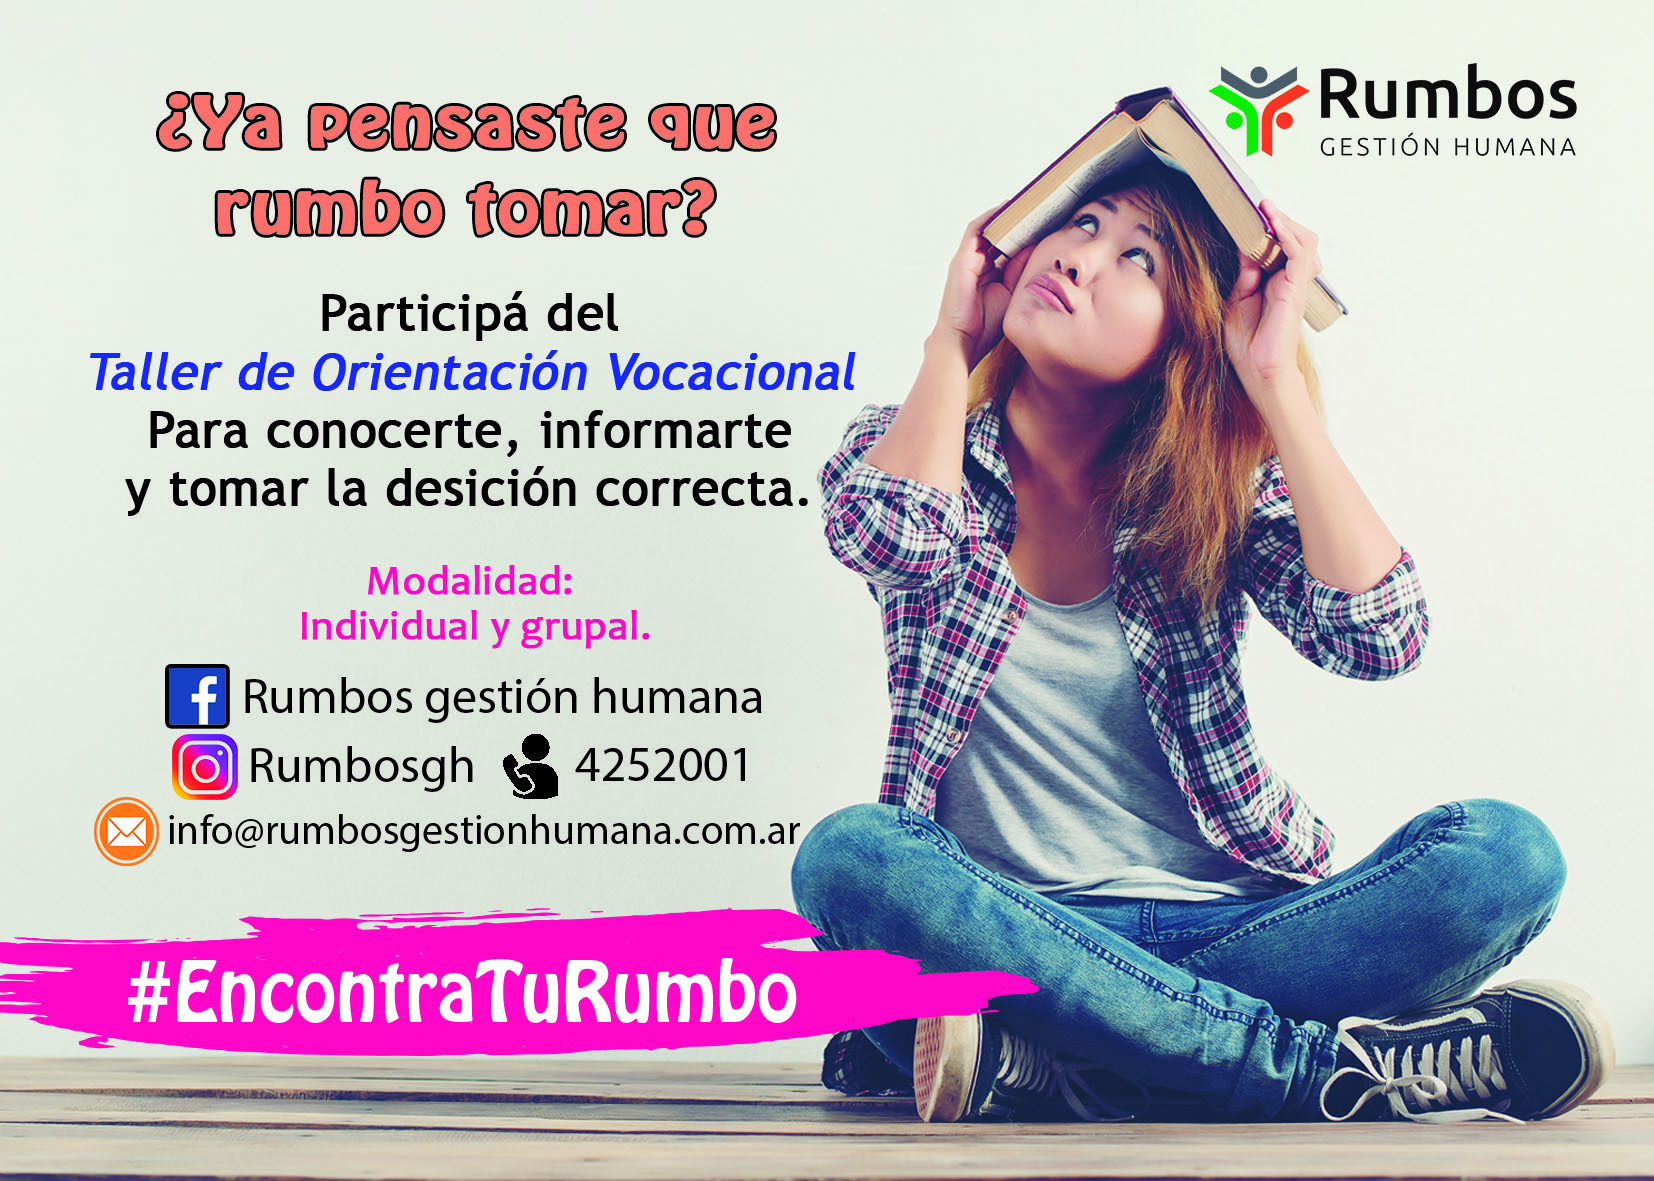 Rumbos
GESTIÓN HUMANA
¿Ya pensaste que
rumbo tomar?
Participá del
Taller de Orientación Vocacional
Para conocerte, informarte
y tomar la desición correcta.
Modalidad:
Individual y grupal.
Rumbos gestión humana
Rumbosgh 4252001
info@rumbosgestionhumana.com.ar
#EncontraTuRumbo